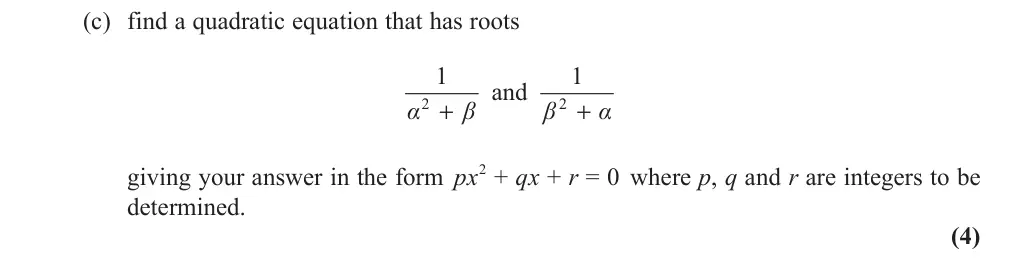 (c) find a quadratic equation that has roots
1/(α² + β) and 1/(β² + α)
giving your answer in the form px² + qx + r = 0 where p, q and r are integers to be
determined.
(4)